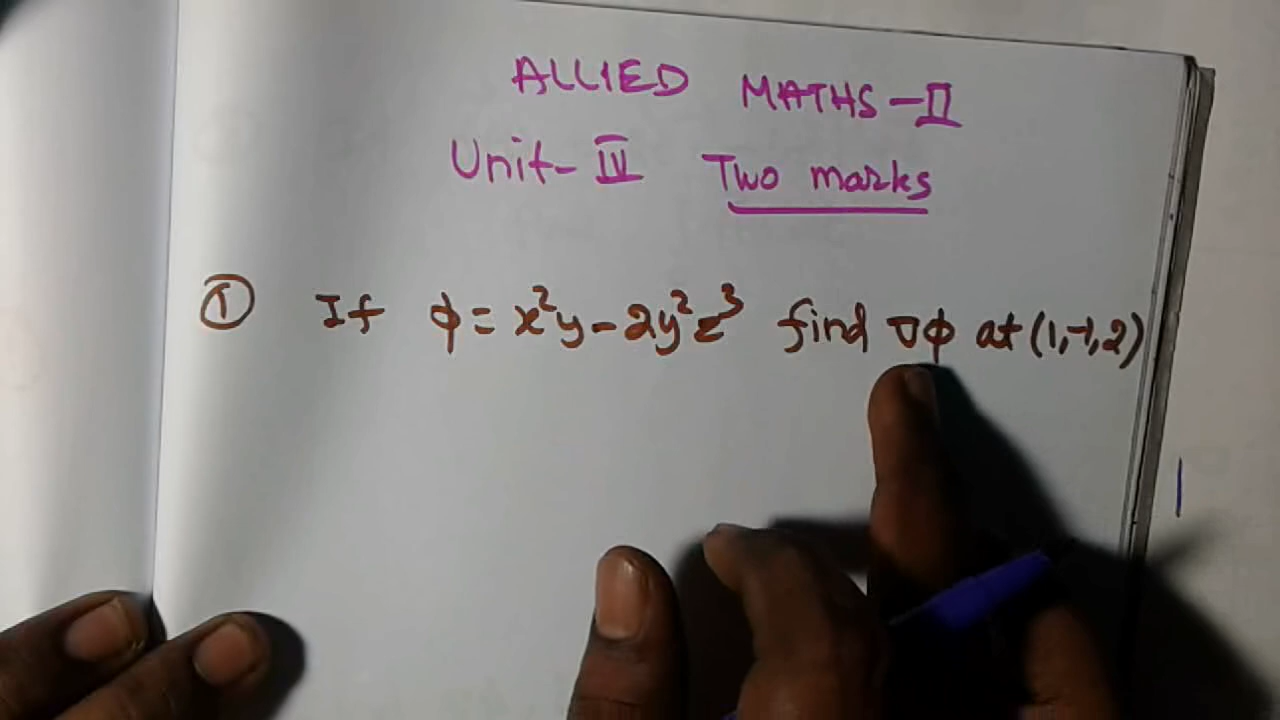 ALLIED MATHS-II
Unit-IV Two marks
① If φ = x²y - 2y²z³ find ∇φ at (1,-1,2)